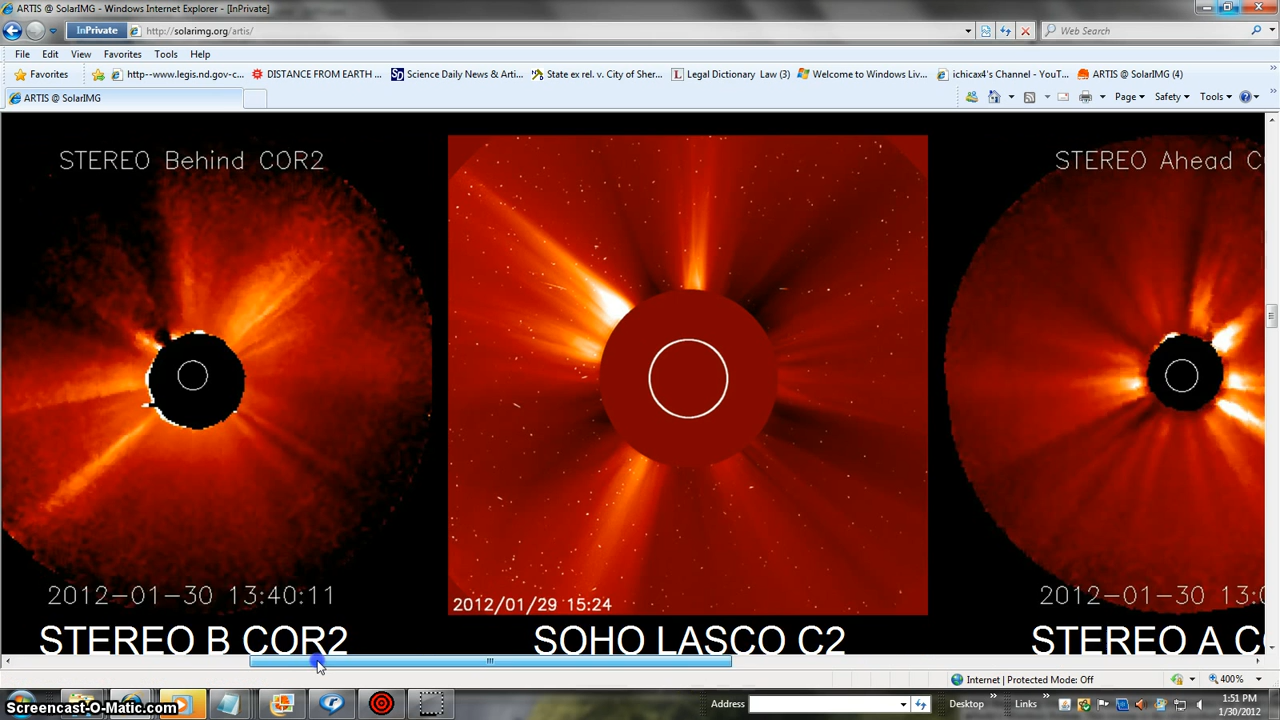 ARTIS @ SolarIMG - Windows Internet Explorer - [InPrivate]
InPrivate http://solarimg.org/artis/ Web Search
File Edit View Favorites Tools Help
Favorites http--www.legis.nd.gov-c... DISTANCE FROM EARTH ... Science Daily News & Arti... State ex rel. v. City of Sher... Legal Dictionary Law (3) Welcome to Windows Liv... ichicax4's Channel - YouT... ARTIS @ SolarIMG (4)
ARTIS @ SolarIMG
Page Safety Tools
STEREO Behind COR2
STEREO Ahead C
2012-01-30 13:40:11
2012/01/29 15:24
2012-01-30 13:0
STEREO B COR2
SOHO LASCO C2
STEREO A C
Internet | Protected Mode: Off 400%
Address Desktop Links 1:51 PM
1/30/2012
Screencast-O-Matic.com